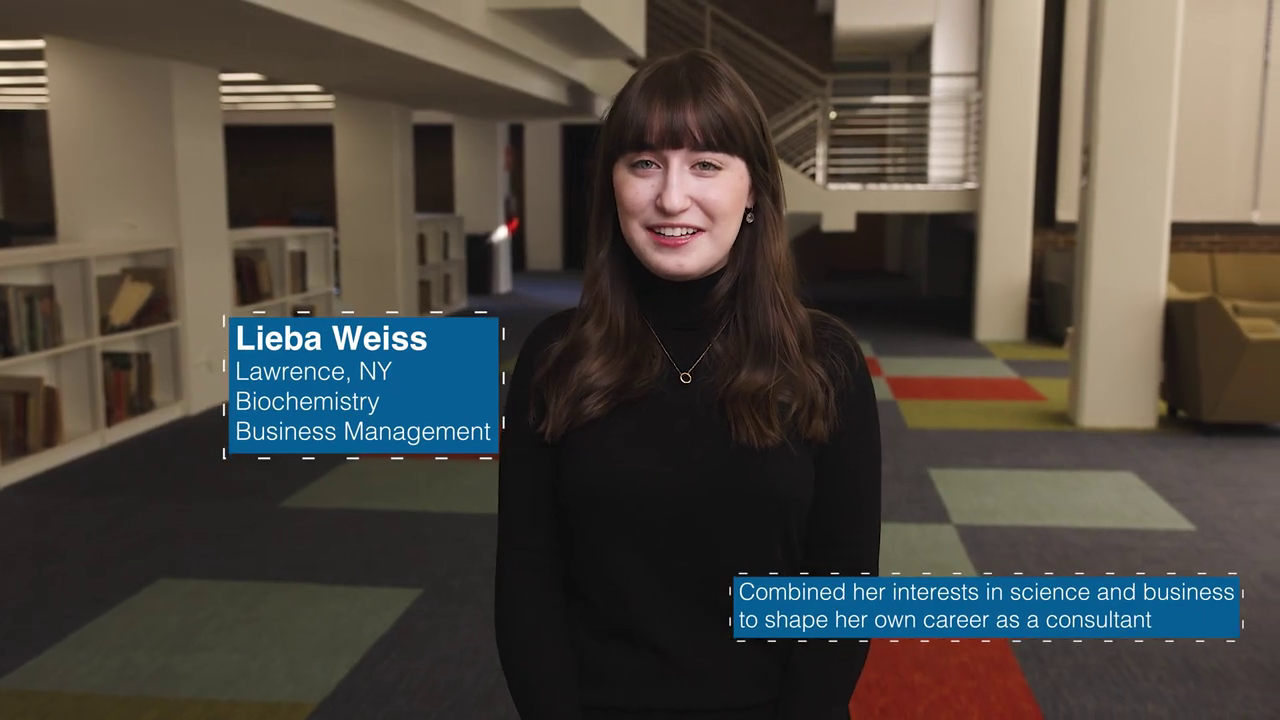 Lieba Weiss
Lawrence, NY
Biochemistry
Business Management
Combined her interests in science and business
to shape her own career as a consultant